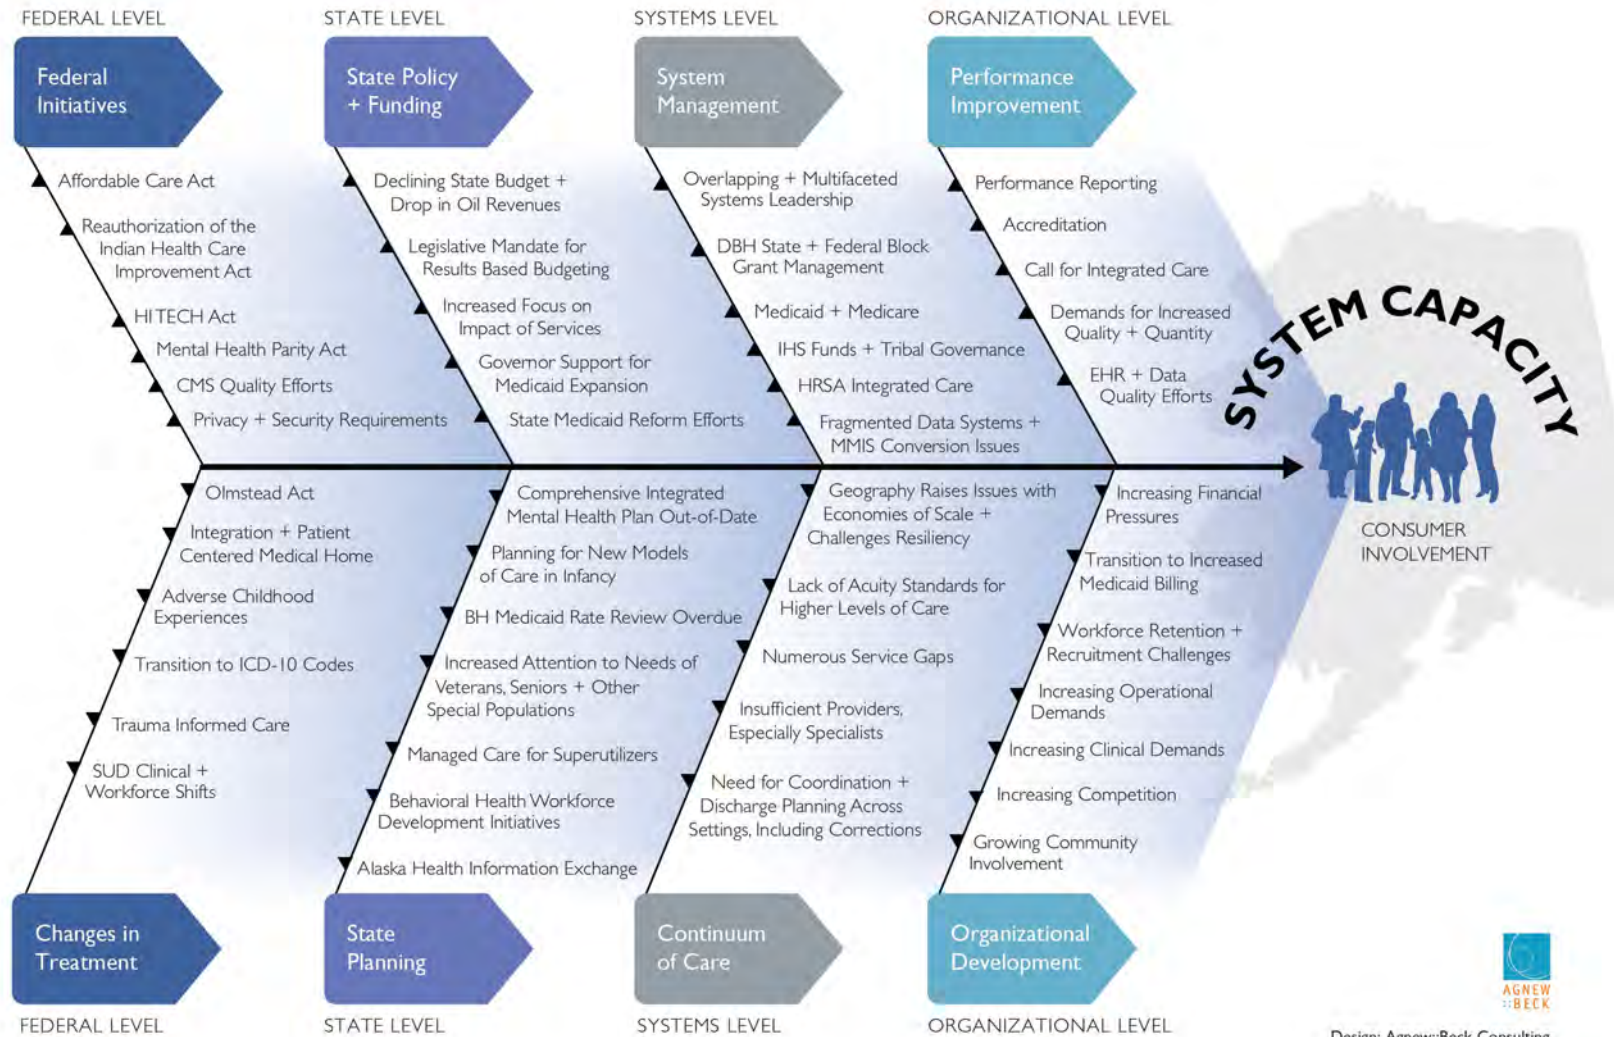 FEDERAL LEVEL
STATE LEVEL
SYSTEMS LEVEL
ORGANIZATIONAL LEVEL
Federal
Initiatives
State Policy
+ Funding
System
Management
Performance
Improvement
Affordable Care Act
Reauthorization of the
Indian Health Care
Improvement Act
HITECH Act
Mental Health Parity Act
CMS Quality Efforts
Privacy + Security Requirements
Declining State Budget +
Drop in Oil Revenues
Legislative Mandate for
Results Based Budgeting
Increased Focus on
Impact of Services
Governor Support for
Medicaid Expansion
State Medicaid Reform Efforts
Overlapping + Multifaceted
Systems Leadership
DBH State + Federal Block
Grant Management
Medicaid + Medicare
IHS Funds + Tribal Governance
HRSA Integrated Care
Fragmented Data Systems +
MMIS Conversion Issues
Performance Reporting
Accreditation
Call for Integrated Care
Demands for Increased
Quality + Quantity
EHR + Data
Quality Efforts
SYSTEM CAPACITY
CONSUMER
INVOLVEMENT
Olmstead Act
Integration + Patient
Centered Medical Home
Adverse Childhood
Experiences
Transition to ICD-10 Codes
Trauma Informed Care
SUD Clinical +
Workforce Shifts
Comprehensive Integrated
Mental Health Plan Out-of-Date
Planning for New Models
of Care in Infancy
BH Medicaid Rate Review Overdue
Increased Attention to Needs of
Veterans, Seniors + Other
Special Populations
Managed Care for Superutilizers
Behavioral Health Workforce
Development Initiatives
Alaska Health Information Exchange
Geography Raises Issues with
Economies of Scale +
Challenges Resiliency
Lack of Acuity Standards for
Higher Levels of Care
Numerous Service Gaps
Insufficient Providers,
Especially Specialists
Need for Coordination +
Discharge Planning Across
Settings, Including Corrections
Increasing Financial
Pressures
Transition to Increased
Medicaid Billing
Workforce Retention +
Recruitment Challenges
Increasing Operational
Demands
Increasing Clinical Demands
Increasing Competition
Growing Community
Involvement
Changes in
Treatment
State
Planning
Continuum
of Care
Organizational
Development
FEDERAL LEVEL
STATE LEVEL
SYSTEMS LEVEL
ORGANIZATIONAL LEVEL
AGNEW
::BECK
Design: Agnew::Beck Consulting